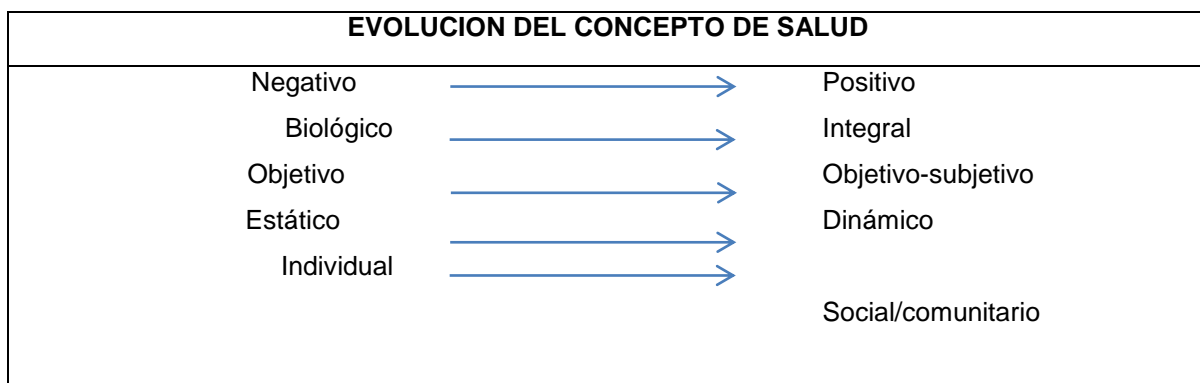 EVOLUCION DEL CONCEPTO DE SALUD
Negativo Positivo
Biológico Integral
Objetivo Objetivo-subjetivo
Estático Dinámico
Individual
Social/comunitario